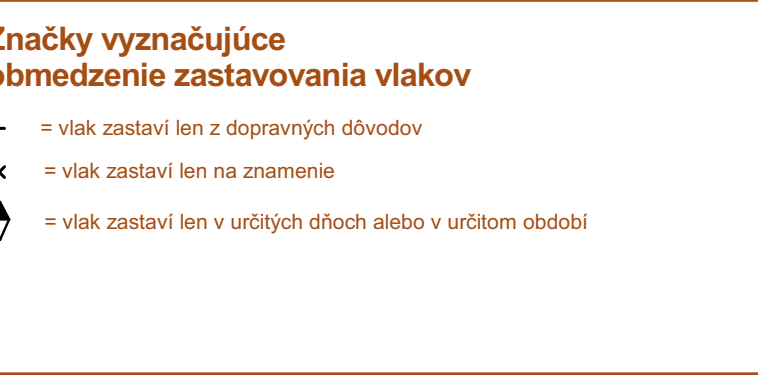 Značky vyznačujúce
obmedzenie zastavovania vlakov
= vlak zastaví len z dopravných dôvodov
= vlak zastaví len na znamenie
= vlak zastaví len v určitých dňoch alebo v určitom období